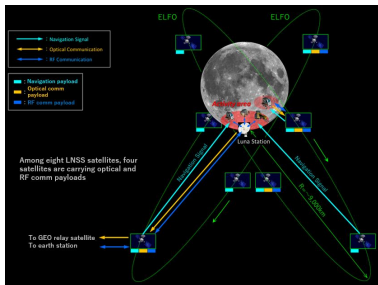 ELFO
ELFO
: Navigation Signal
: Optical Communication
: RF Communication
: Navigation payload
: Optical comm
payload
: RF comm payload
Luna Station
Among eight LNSS satellites, four
satellites are carrying optical and
RF comm payloads
Navigation Signal
Navigation Signal
To GEO relay satellite
To earth station